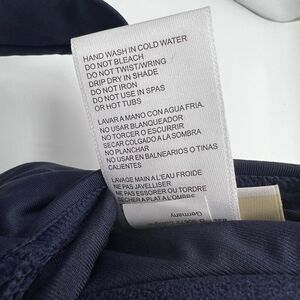 HAND WASH IN COLD WATER
DO NOT BLEACH
DO NOT TWIST/WRING
DRIP DRY IN SHADE
DO NOT IRON
DO NOT USE IN SPAS
OR HOT TUBS
LAVAR A MANO CON AGUA FRIA.
NO USAR BLANQUEADOR
NO TORCER O ESCURRIR
SECAR COLGADO A LA SOMBRA
NO PLANCHAR
NO USAR EN BALNEARIOS O TINAS
CALIENTES
LAVAGE MAIN A L'EAU FROIDE
NE PAS JAVELLISER
NE PAS ESSORER OU TORDRE
SECHER A PLAT A L'OMBRE
Germany